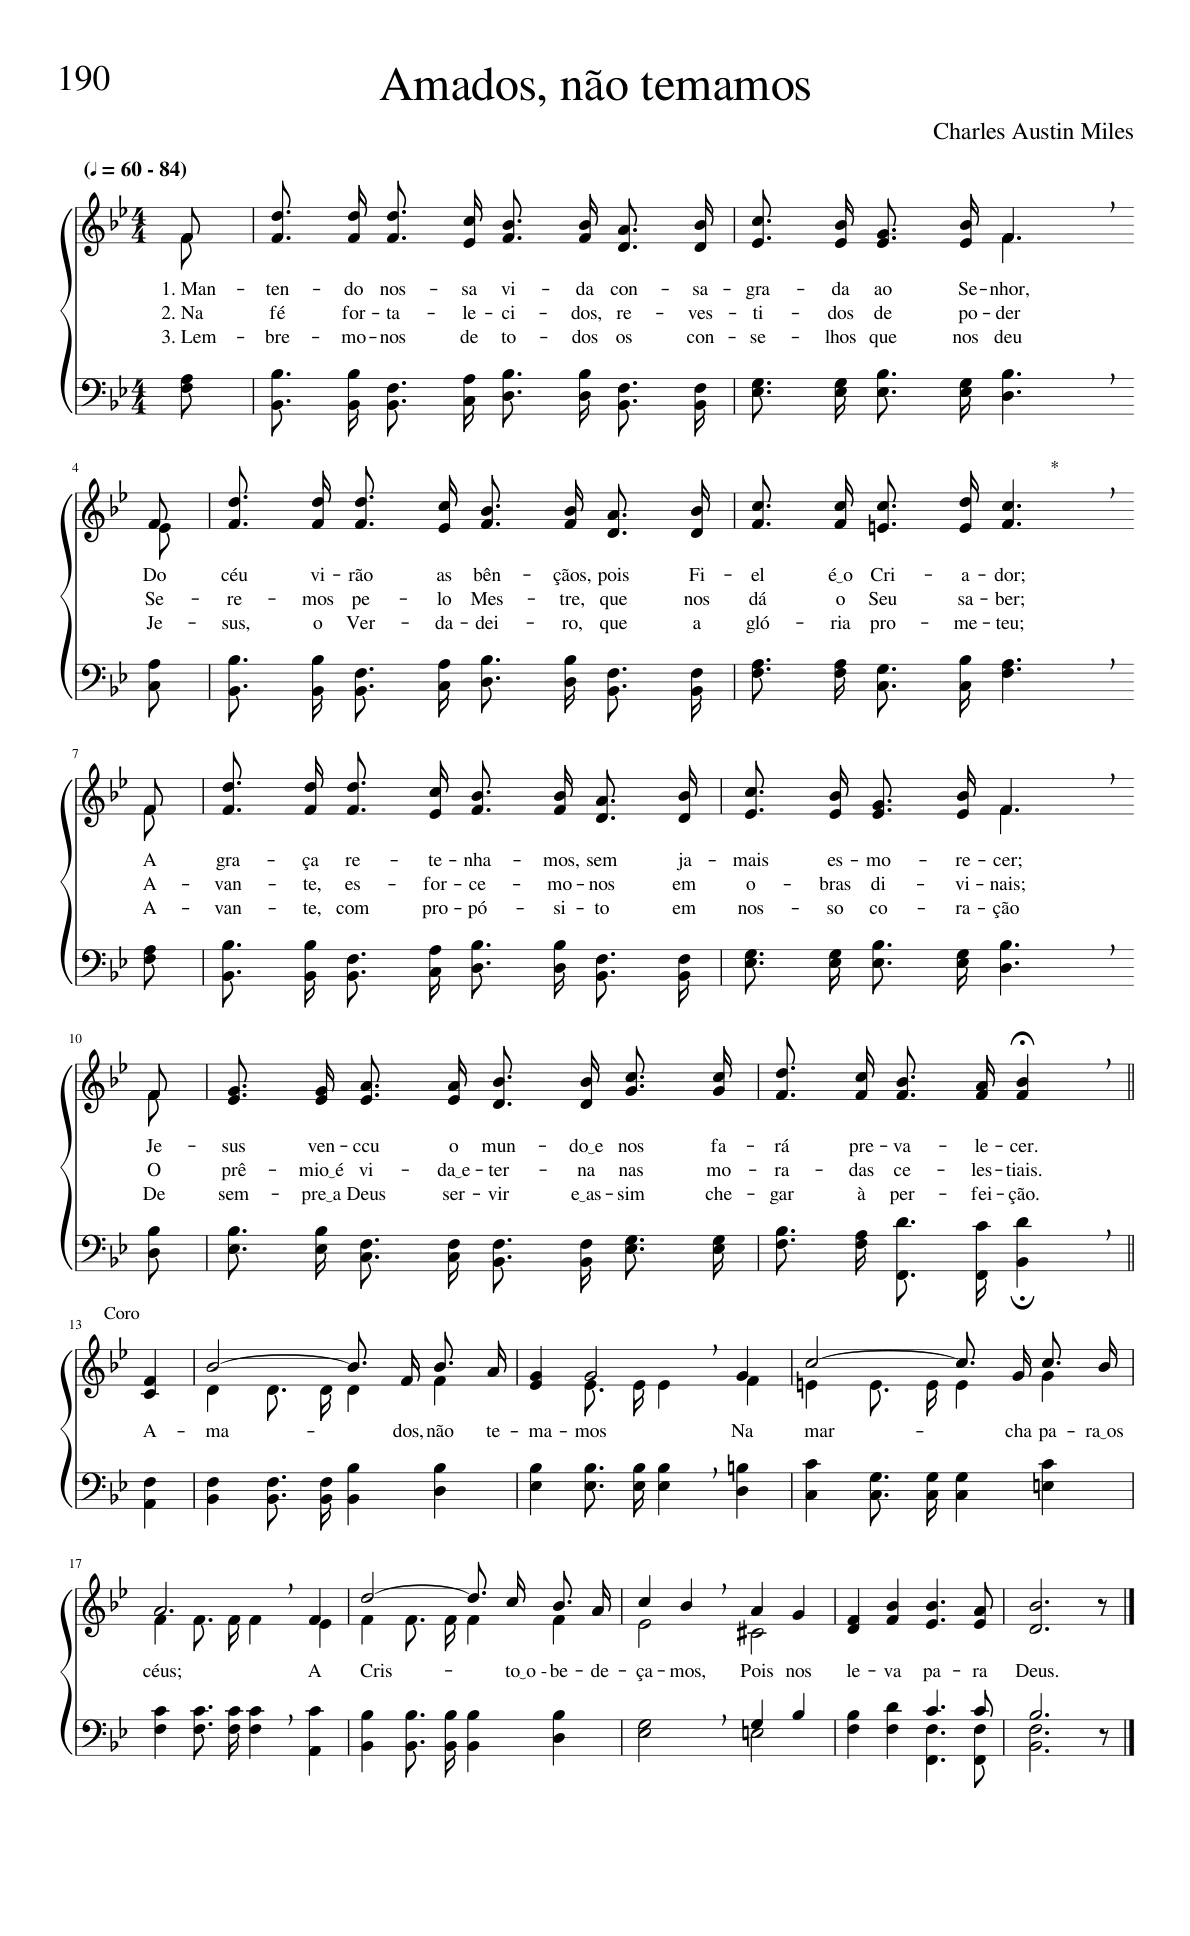 190
Amados, não temamos
Charles Austin Miles
(♩ = 60 - 84)
1. Man - ten - do nos - sa vi - da con - sa - gra - da ao Se - nhor,
2. Na fé for - ta - le - ci - dos, re - ves - ti - dos de po - der
3. Lem - bre - mo - nos de to - dos os con - se - lhos que nos deu
4
*
Do céu vi - rão as bên - çãos, pois Fi - el é‿o Cri - a - dor;
Se - re - mos pe - lo Mes - tre, que nos dá o Seu sa - ber;
Je - sus, o Ver - da - dei - ro, que a gló - ria pro - me - teu;
7
A gra - ça re - te - nha - mos, sem ja - mais es - mo - re - cer;
A - van - te, es - for - ce - mo - nos em o - bras di - vi - nais;
A - van - te, com pro - pó - si - to em nos - so co - ra - ção
10
Je - sus ven - ceu o mun - do‿e nos fa - rá pre - va - le - cer.
O prê - mio‿é vi - da‿e - ter - na nas mo - ra - das ce - les - tiais.
De sem - pre‿a Deus ser - vir e‿as - sim che - gar à per - fei - ção.
Coro
13
A - ma - dos, não te - ma - mos Na mar - cha pa - ra‿os
17
céus; A Cris - to‿o - be - de - ça - mos, Pois nos le - va pa - ra Deus.